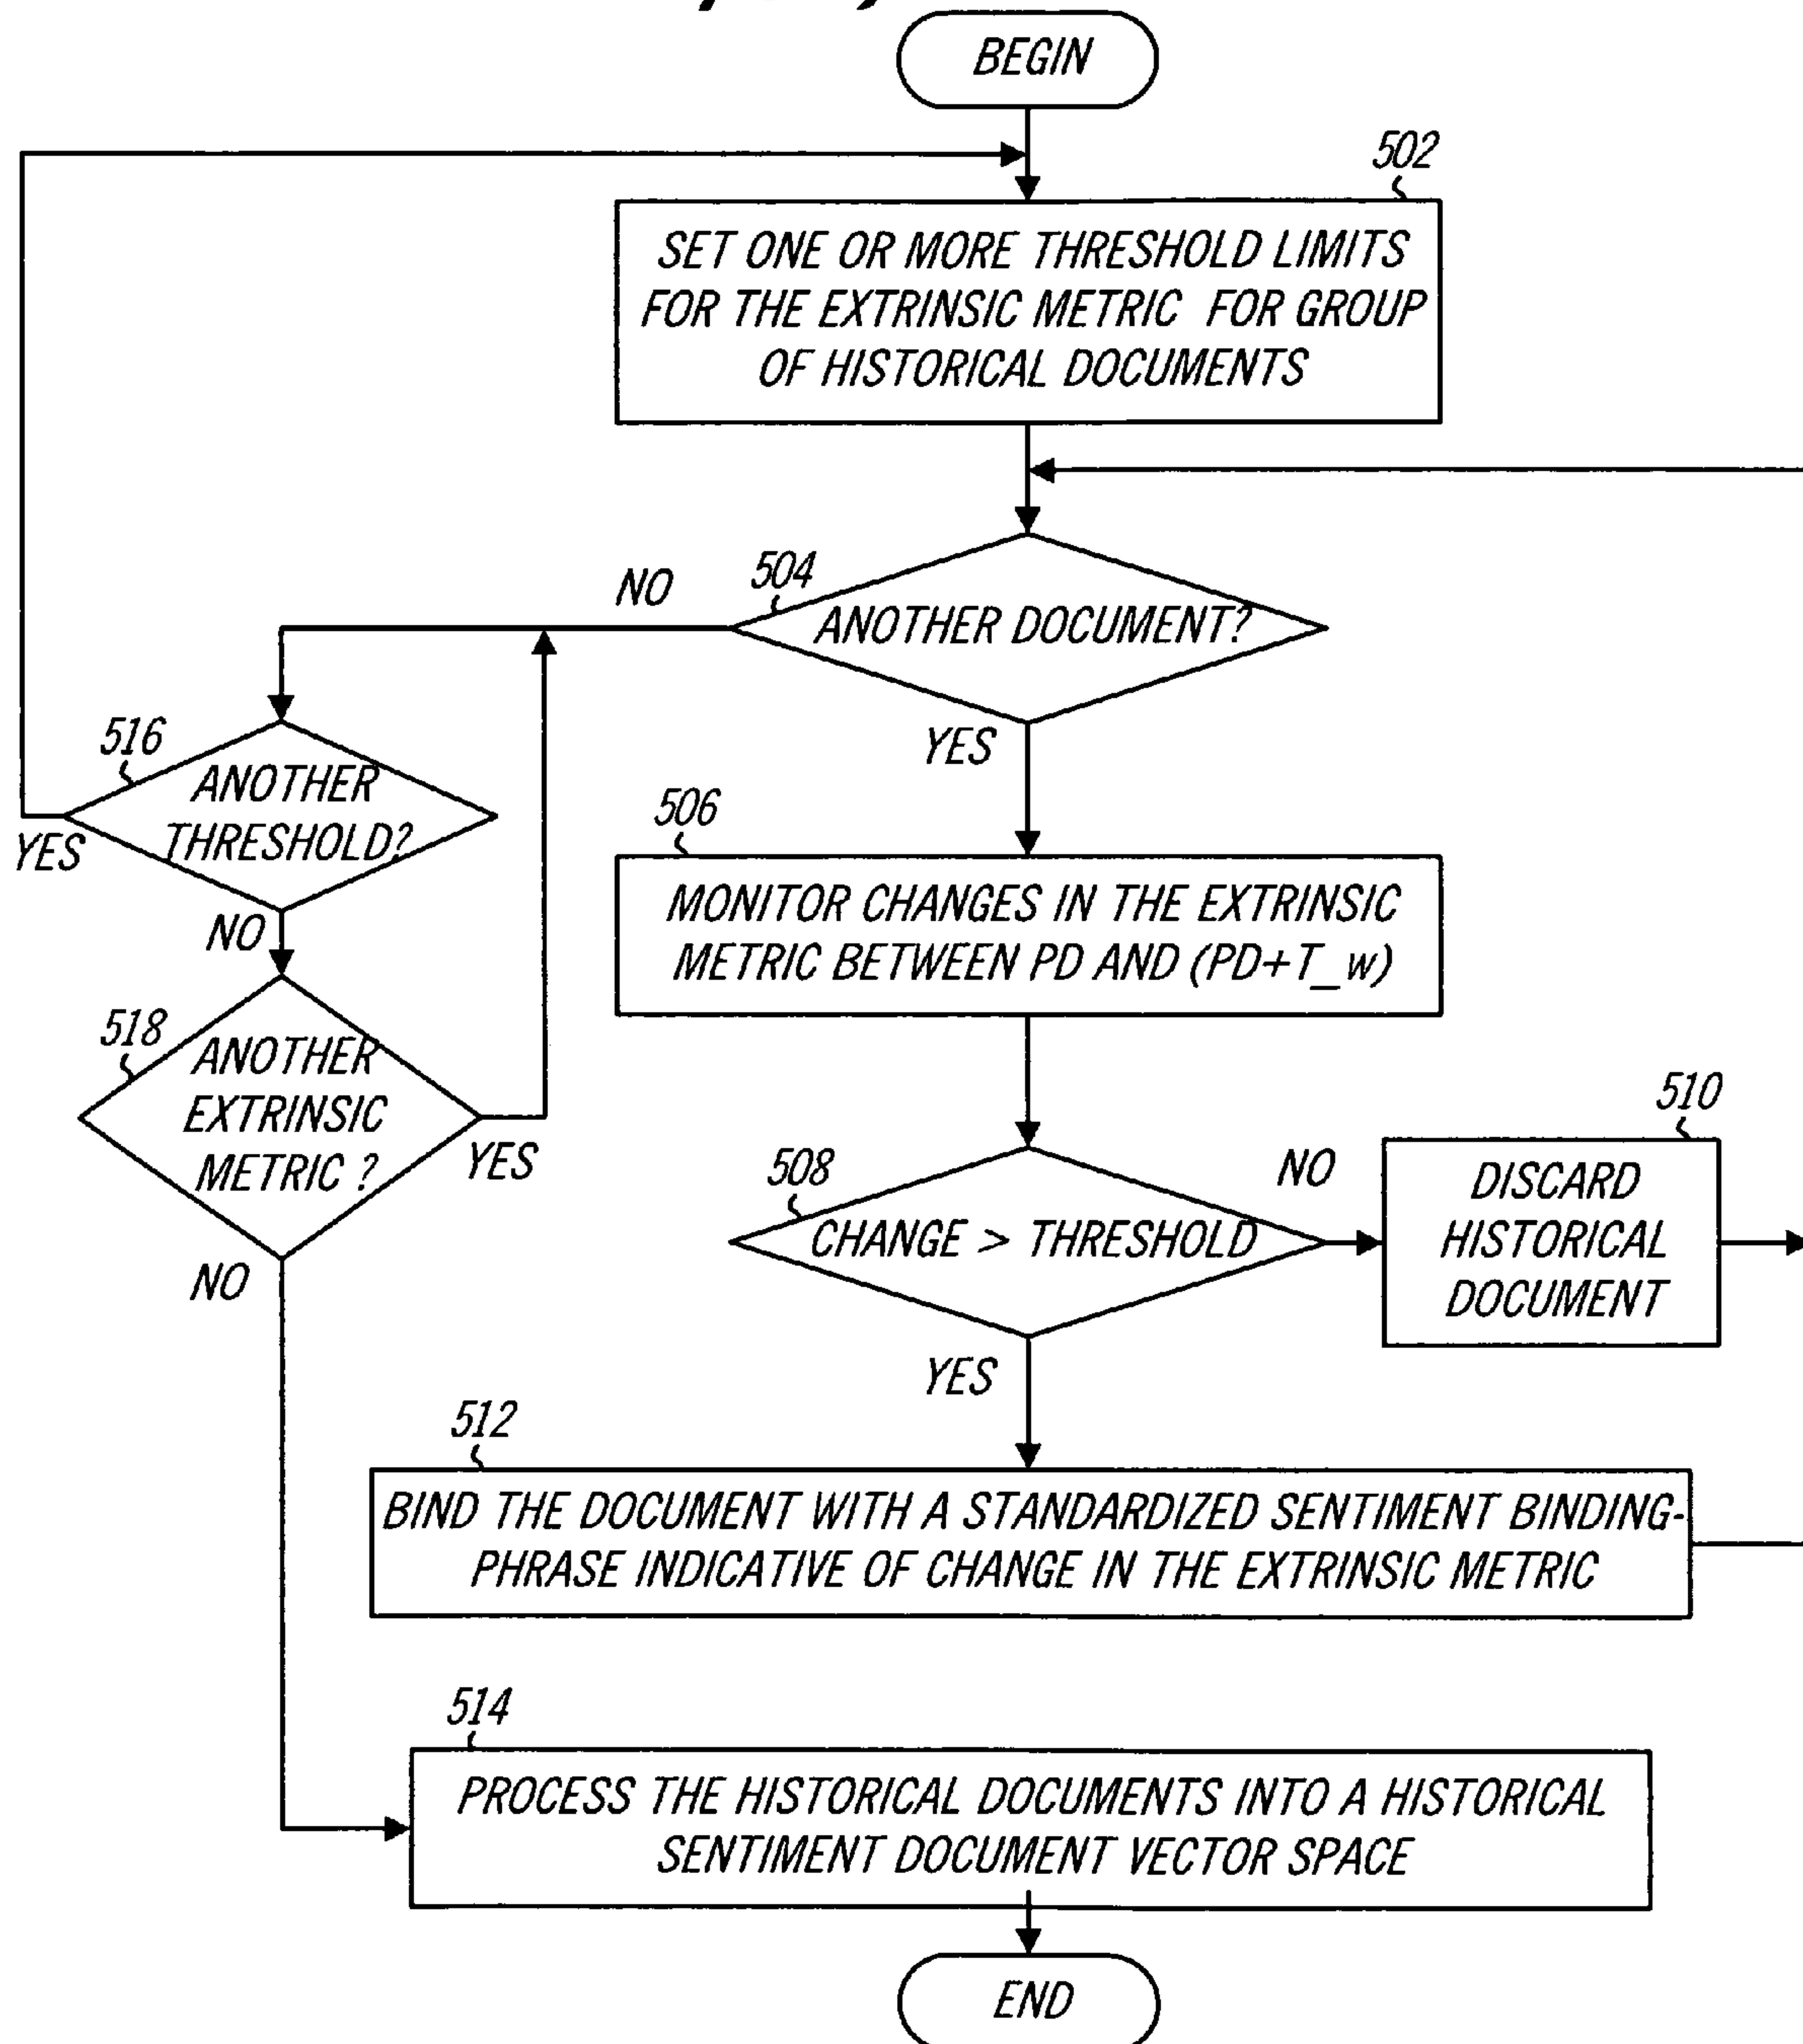 BEGIN
502
SET ONE OR MORE THRESHOLD LIMITS
FOR THE EXTRINSIC METRIC FOR GROUP
OF HISTORICAL DOCUMENTS
504
NO
ANOTHER DOCUMENT?
YES
516
ANOTHER
THRESHOLD?
YES
NO
506
MONITOR CHANGES IN THE EXTRINSIC
METRIC BETWEEN PD AND (PD+T_w)
518
ANOTHER
EXTRINSIC
METRIC ?
YES
NO
508
CHANGE > THRESHOLD
NO
YES
510
DISCARD
HISTORICAL
DOCUMENT
512
BIND THE DOCUMENT WITH A STANDARDIZED SENTIMENT BINDING-
PHRASE INDICATIVE OF CHANGE IN THE EXTRINSIC METRIC
514
PROCESS THE HISTORICAL DOCUMENTS INTO A HISTORICAL
SENTIMENT DOCUMENT VECTOR SPACE
END